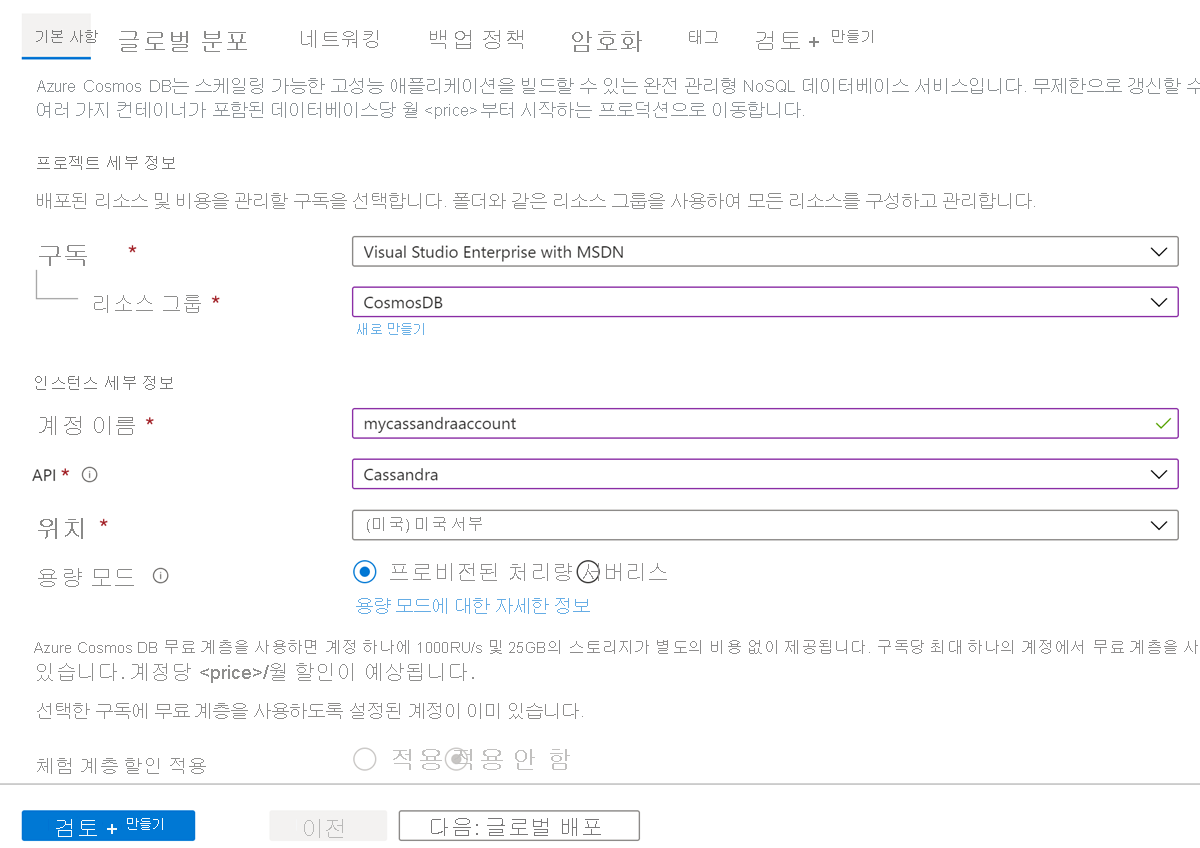 기본 사항 글로벌 분포 네트워킹 백업 정책 암호화 태그 검토 + 만들기
Azure Cosmos DB는 스케일링 가능한 고성능 애플리케이션을 빌드할 수 있는 완전 관리형 NoSQL 데이터베이스 서비스입니다. 무제한으로 갱신할 수
여러 가지 컨테이너가 포함된 데이터베이스당 월 <price>부터 시작하는 프로덕션으로 이동합니다.
프로젝트 세부 정보
배포된 리소스 및 비용을 관리할 구독을 선택합니다. 폴더와 같은 리소스 그룹을 사용하여 모든 리소스를 구성하고 관리합니다.
구독 * Visual Studio Enterprise with MSDN
리소스 그룹 * CosmosDB
새로 만들기
인스턴스 세부 정보
계정 이름 * mycassandraaccount
API * Cassandra
위치 * (미국) 미국 서부
용량 모드 프로비전된 처리량 서버리스
용량 모드에 대한 자세한 정보
Azure Cosmos DB 무료 계층을 사용하면 계정 하나에 1000RU/s 및 25GB의 스토리지가 별도의 비용 없이 제공됩니다. 구독당 최대 하나의 계정에서 무료 계층을 사
있습니다. 계정당 <price>/월 할인이 예상됩니다.
선택한 구독에 무료 계층을 사용하도록 설정된 계정이 이미 있습니다.
체험 계층 할인 적용 적용 적용 안 함
검토 + 만들기 이전 다음: 글로벌 배포